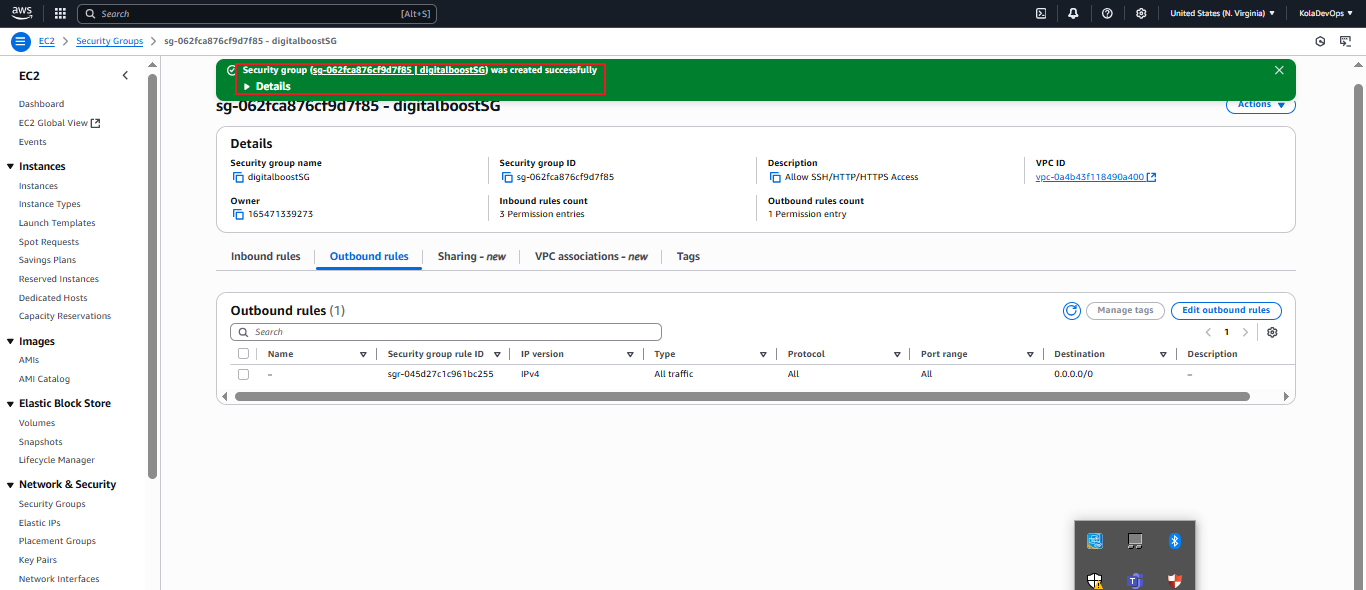 aws
Search [Alt+S]
United States (N. Virginia)
KolaDevOps
EC2 > Security Groups > sg-062fca876cf9d7f85 - digitalboostSG
Security group (sg-062fca876cf9d7f85 | digitalboostSG) was created successfully
Details
sg-062fca876cf9d7f85 - digitalboostSG
Actions
EC2
Dashboard
EC2 Global View
Events
Instances
Instances
Instance Types
Launch Templates
Spot Requests
Savings Plans
Reserved Instances
Dedicated Hosts
Capacity Reservations
Images
AMIs
AMI Catalog
Elastic Block Store
Volumes
Snapshots
Lifecycle Manager
Network & Security
Security Groups
Elastic IPs
Placement Groups
Key Pairs
Network Interfaces
Details
Security group name
digitalboostSG
Security group ID
sg-062fca876cf9d7f85
Description
Allow SSH/HTTP/HTTPS Access
VPC ID
vpc-0a4b43f118490a400
Owner
165471339273
Inbound rules count
3 Permission entries
Outbound rules count
1 Permission entry
Inbound rules Outbound rules Sharing - new VPC associations - new Tags
Outbound rules (1)
Manage tags
Edit outbound rules
Search
1
Name Security group rule ID IP version Type Protocol Port range Destination Description
– sgr-045d27c1c961bc255 IPv4 All traffic All All 0.0.0.0/0 –